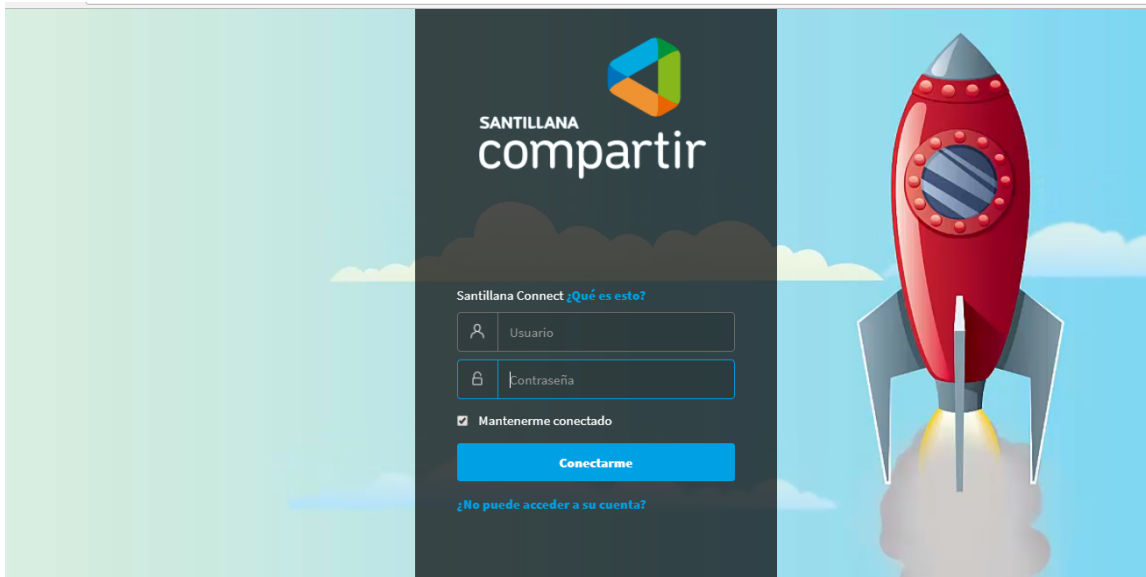 SANTILLANA
compartir
Santillana Connect ¿Qué es esto?
Usuario
Contraseña
Mantenerme conectado
Conectarme
¿No puede acceder a su cuenta?